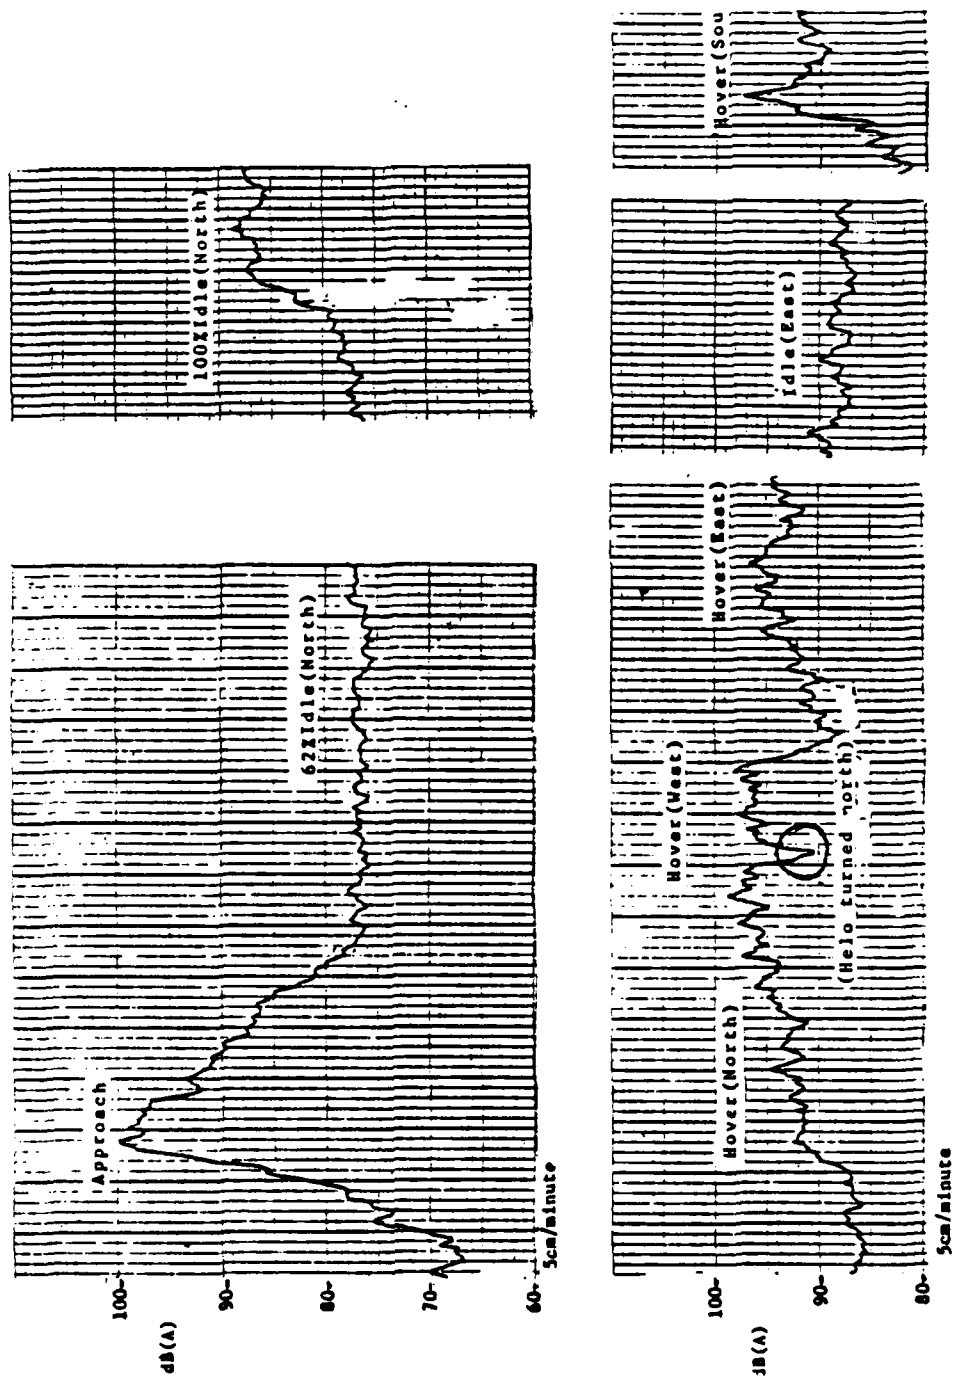 Approach
62%Idle(North)
100%Idle(North)
100-
90-
80-
70-
60-
dB(A)
5cm/minute
Hover(North)
Hover(West)
(Helo turned north)
Hover(East)
Idle(East)
Hover(Sou
100-
90-
80-
dB(A)
5cm/minute